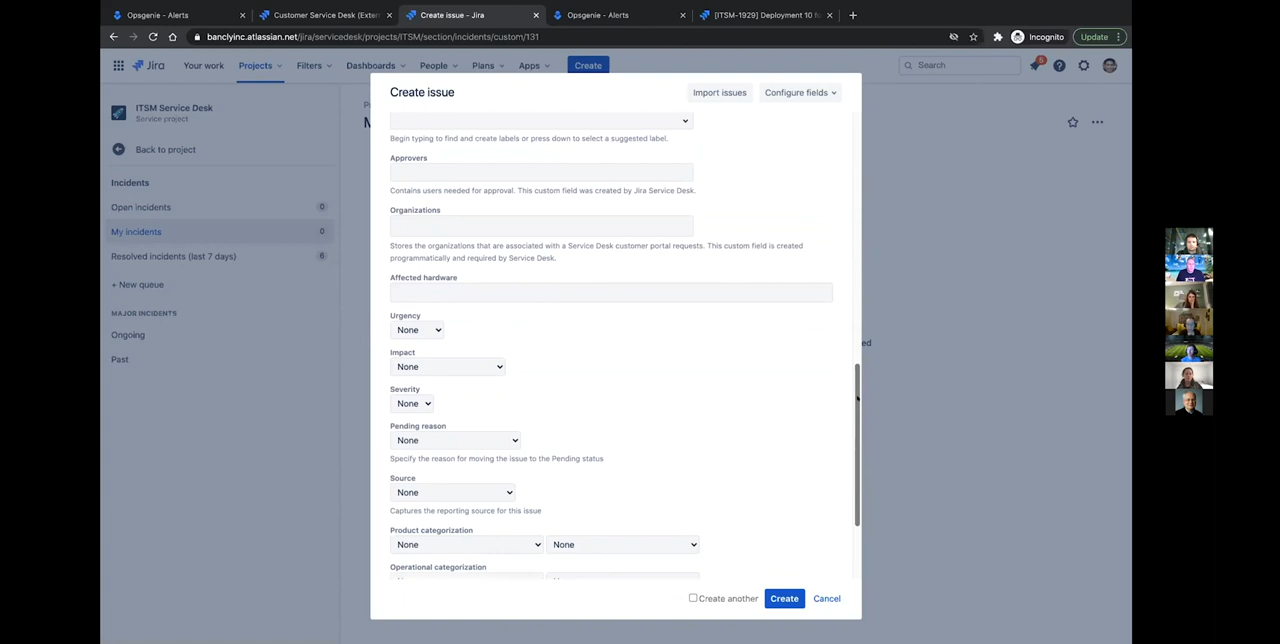 Opsgenie - Alerts
Customer Service Desk (Exter
Create issue - Jira
Opsgenie - Alerts
[ITSM-1929] Deployment 10 f
banclyinc.atlassian.net/jira/servicedesk/projects/ITSM/section/incidents/custom/131
Incognito
Update
Jira
Your work
Projects
Filters
Dashboards
People
Plans
Apps
Create
Search
5
ITSM Service Desk
Service project
Back to project
Incidents
Open incidents 0
My incidents 0
Resolved incidents (last 7 days) 6
+ New queue
MAJOR INCIDENTS
Ongoing
Past
Create issue
Import issues
Configure fields
Begin typing to find and create labels or press down to select a suggested label.
Approvers
Contains users needed for approval. This custom field was created by Jira Service Desk.
Organizations
Stores the organizations that are associated with a Service Desk customer portal requests. This custom field is created
programmatically and required by Service Desk.
Affected hardware
Urgency
None
Impact
None
Severity
None
Pending reason
None
Specify the reason for moving the issue to the Pending status
Source
None
Captures the reporting source for this issue
Product categorization
None None
Operational categorization
Create another
Create
Cancel